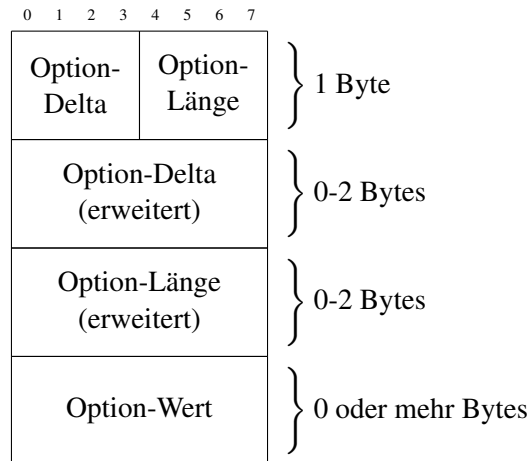 0 1 2 3 4 5 6 7
Option-
Delta
Option-
Länge
1 Byte
Option-Delta
(erweitert)
0-2 Bytes
Option-Länge
(erweitert)
0-2 Bytes
Option-Wert
0 oder mehr Bytes